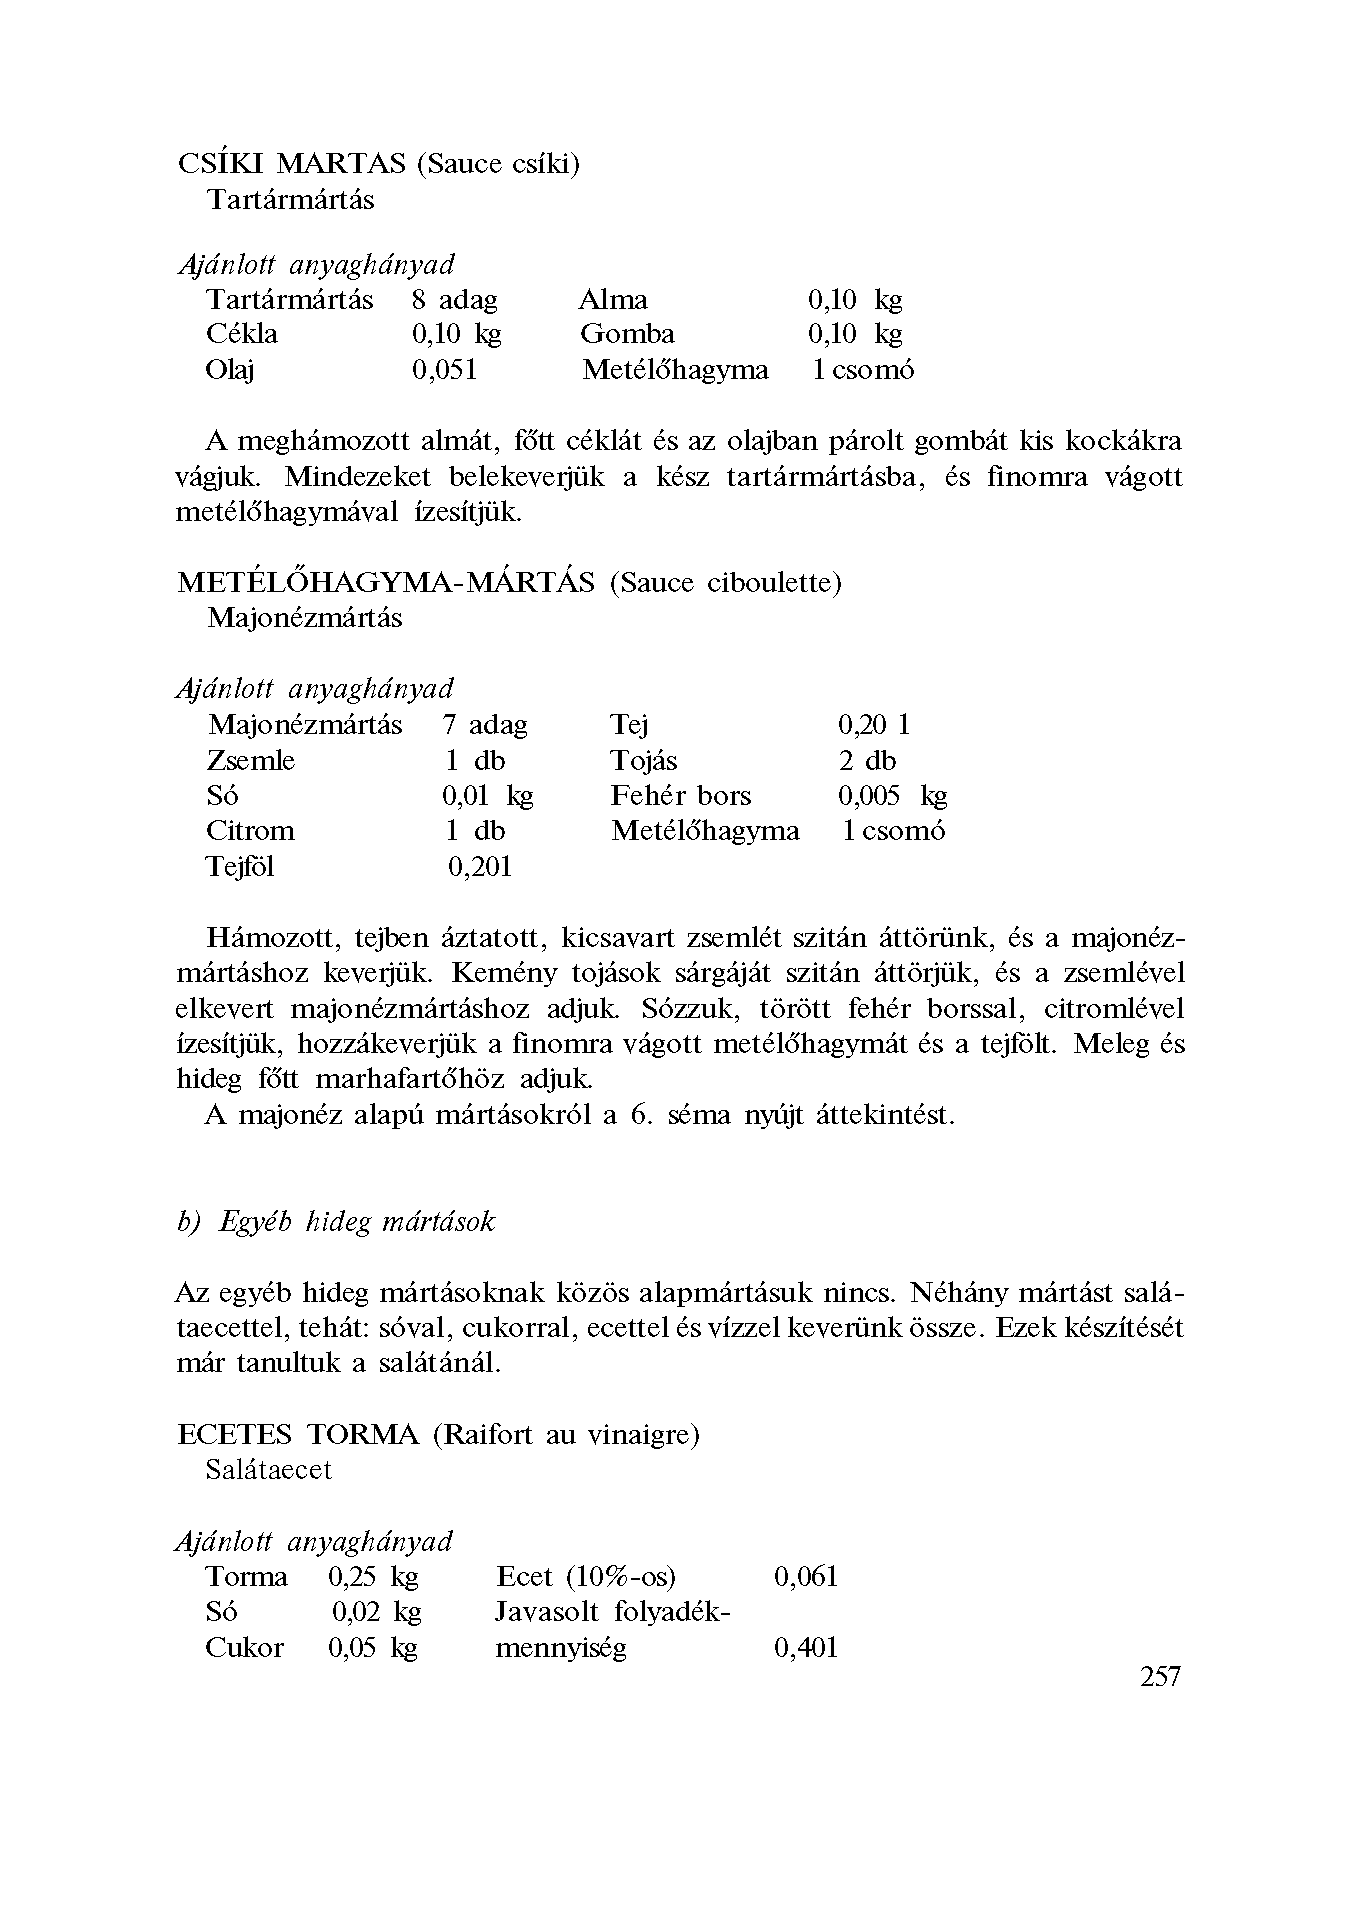 CSÍKI MARTAS (Sauce csíki)
Tartármártás
Ajánlott anyaghányad
Tartármártás 8 adag Alma 0,10 kg
Cékla 0,10 kg Gomba 0,10 kg
Olaj 0,051 Metélőhagyma 1 csomó
A meghámozott almát, főtt céklát és az olajban párolt gombát kis kockákra
vágjuk. Mindezeket belekeverjük a kész tartármártásba, és finomra vágott
metélőhagymával ízesítjük.
METÉLŐHAGYMA-MÁRTÁS (Sauce ciboulette)
Majonézmártás
Ajánlott anyaghányad
Majonézmártás 7 adag Tej 0,20 1
Zsemle 1 db Tojás 2 db
Só 0,01 kg Fehér bors 0,005 kg
Citrom 1 db Metélőhagyma 1 csomó
Tejföl 0,201
Hámozott, tejben áztatott, kicsavart zsemlét szitán áttörünk, és a majonéz-
mártáshoz keverjük. Kemény tojások sárgáját szitán áttörjük, és a zsemlével
elkevert majonézmártáshoz adjuk. Sózzuk, törött fehér borssal, citromlével
ízesítjük, hozzákeverjük a finomra vágott metélőhagymát és a tejfölt. Meleg és
hideg főtt marhafartőhöz adjuk.
A majonéz alapú mártásokról a 6. séma nyújt áttekintést.
b) Egyéb hideg mártások
Az egyéb hideg mártásoknak közös alapmártásuk nincs. Néhány mártást salá-
taecettel, tehát: sóval, cukorral, ecettel és vízzel keverünk össze. Ezek készítését
már tanultuk a salátánál.
ECETES TORMA (Raifort au vinaigre)
Salátaecet
Ajánlott anyaghányad
Torma 0,25 kg Ecet (10%-os) 0,061
Só 0,02 kg Javasolt folyadék-
Cukor 0,05 kg mennyiség 0,401
257